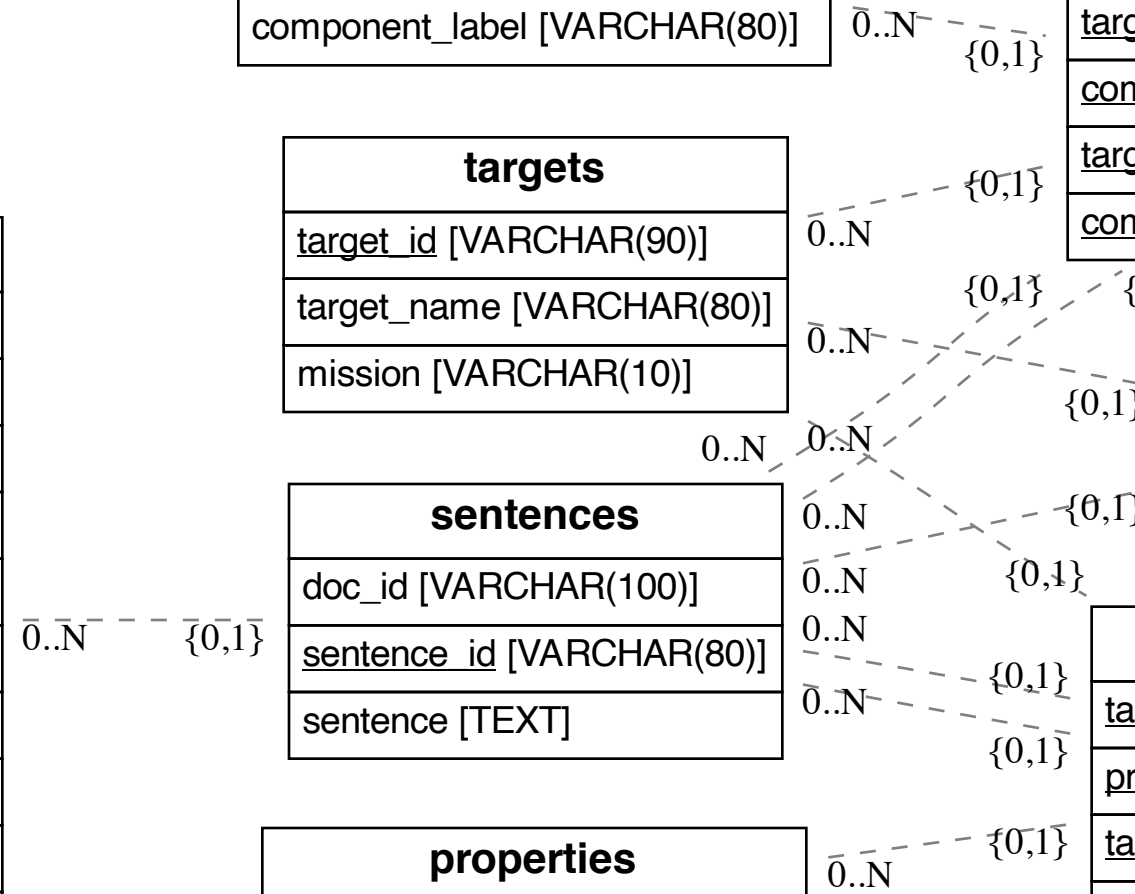 component_label [VARCHAR(80)]
0..N
{0,1}
targets
target_id [VARCHAR(90)]
target_name [VARCHAR(80)]
mission [VARCHAR(10)]
{0,1}
0..N
{0,1}
0..N
{0,1}
0..N
0..N
sentences
doc_id [VARCHAR(100)]
sentence_id [VARCHAR(80)]
sentence [TEXT]
0..N
{0,1}
0..N
{0,1}
0..N
{0,1}
0..N
{0,1}
0..N
{0,1}
properties
0..N
{0,1}